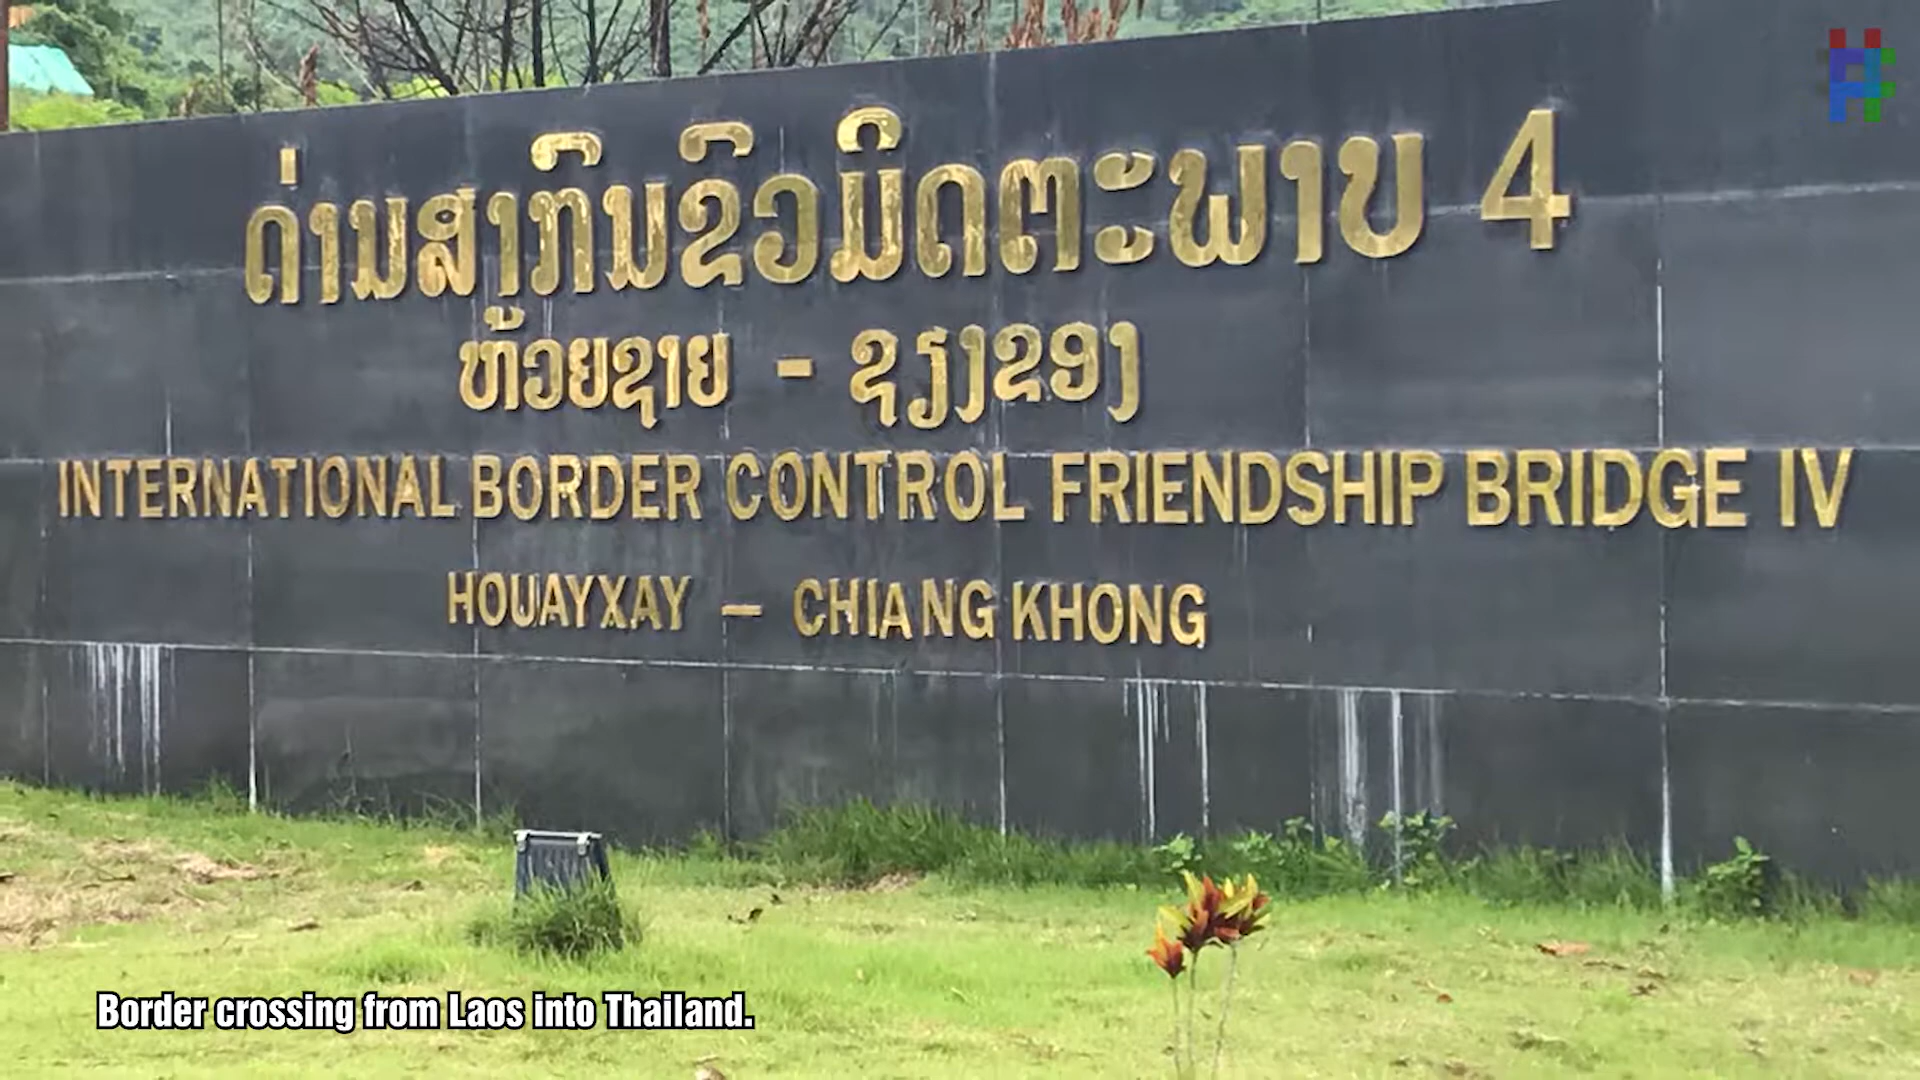 ດ່ານສາກົນຂົວມິດຕະພາບ 4
ຫ້ວຍຊາຍ - ຊຽງຂອງ
INTERNATIONAL BORDER CONTROL FRIENDSHIP BRIDGE IV
HOUAYXAY - CHIANG KHONG
Border crossing from Laos into Thailand.